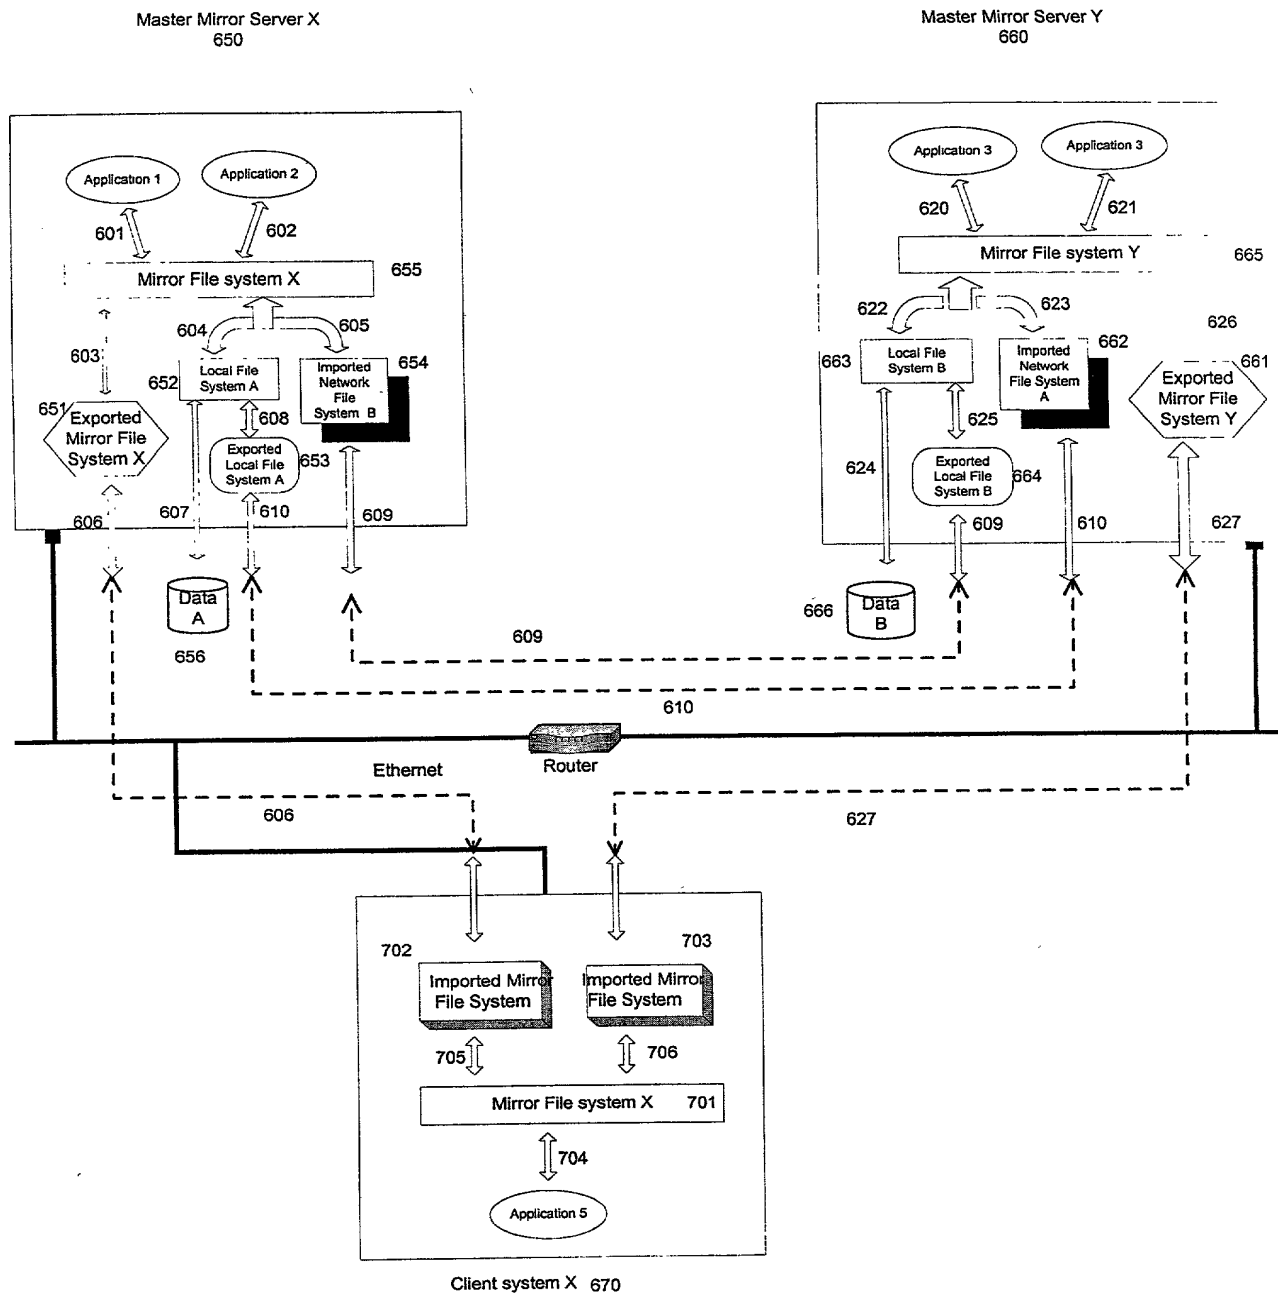 Master Mirror Server X
650
Master Mirror Server Y
660
Application 1
Application 2
601
602
Mirror File system X
655
603
604
605
652
Local File
System A
Imported
Network
File
System B
654
651
Exported
Mirror File
System X
608
Exported
Local File
System A
653
606
607
610
609
Data
A
656
Application 3
Application 3
620
621
Mirror File system Y
665
622
623
626
663
Local File
System B
Imported
Network
File System
A
662
661
Exported
Mirror File
System Y
625
624
Exported
Local File
System B
664
609
610
627
666
Data
B
609
610
Ethernet
Router
606
627
702
703
Imported Mirror
File System
Imported Mirror
File System
705
706
Mirror File system X
701
704
Application 5
Client system X 670